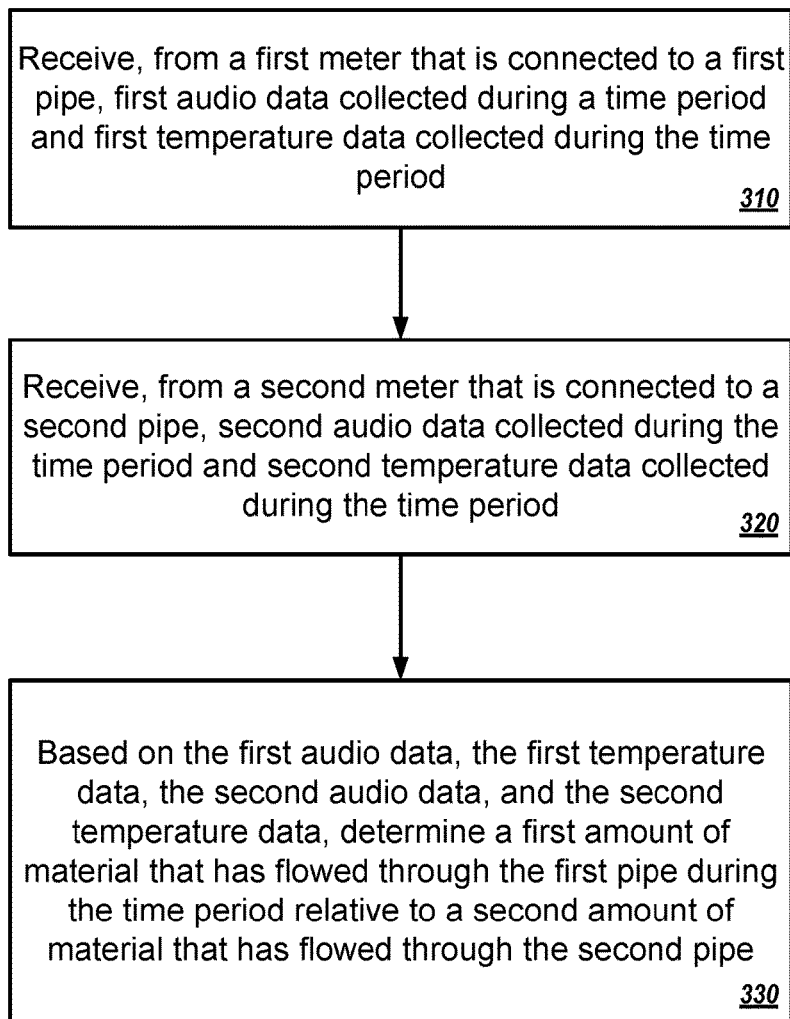 Receive, from a first meter that is connected to a first
pipe, first audio data collected during a time period
and first temperature data collected during the time
period
310
Receive, from a second meter that is connected to a
second pipe, second audio data collected during the
time period and second temperature data collected
during the time period
320
Based on the first audio data, the first temperature
data, the second audio data, and the second
temperature data, determine a first amount of
material that has flowed through the first pipe during
the time period relative to a second amount of
material that has flowed through the second pipe
330